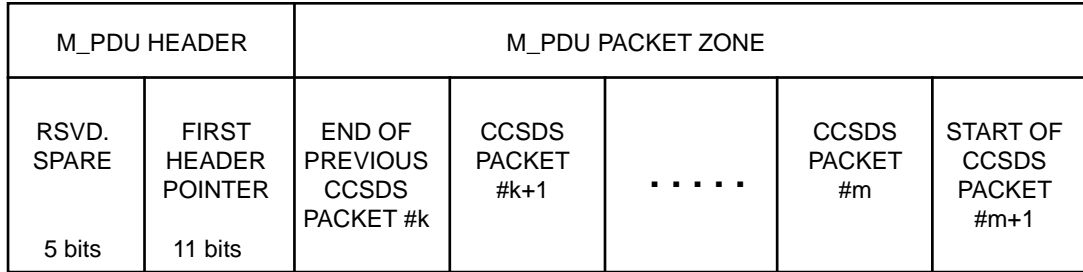 M_PDU HEADER
M_PDU PACKET ZONE
RSVD.
SPARE
5 bits
FIRST
HEADER
POINTER
11 bits
END OF
PREVIOUS
CCSDS
PACKET #k
CCSDS
PACKET
#k+1
. . . . .
CCSDS
PACKET
#m
START OF
CCSDS
PACKET
#m+1